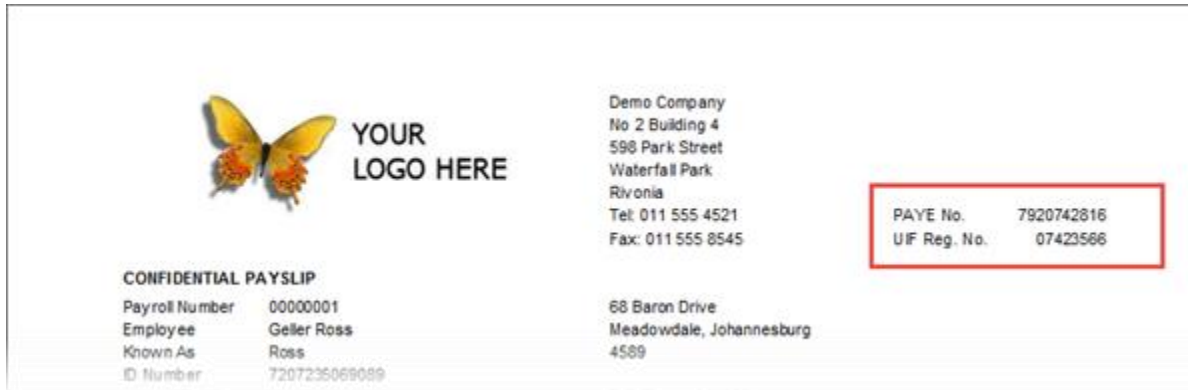 YOUR
LOGO HERE
Demo Company
No 2 Building 4
598 Park Street
Waterfall Park
Rivonia
Tel: 011 555 4521
Fax: 011 555 8545
PAYE No. 7920742816
UIF Reg. No. 07423566
CONFIDENTIAL PAYSLIP
Payroll Number 00000001
Employee Geller Ross
Known As Ross
ID Number 7207235069089
68 Baron Drive
Meadowdale, Johannesburg
4589